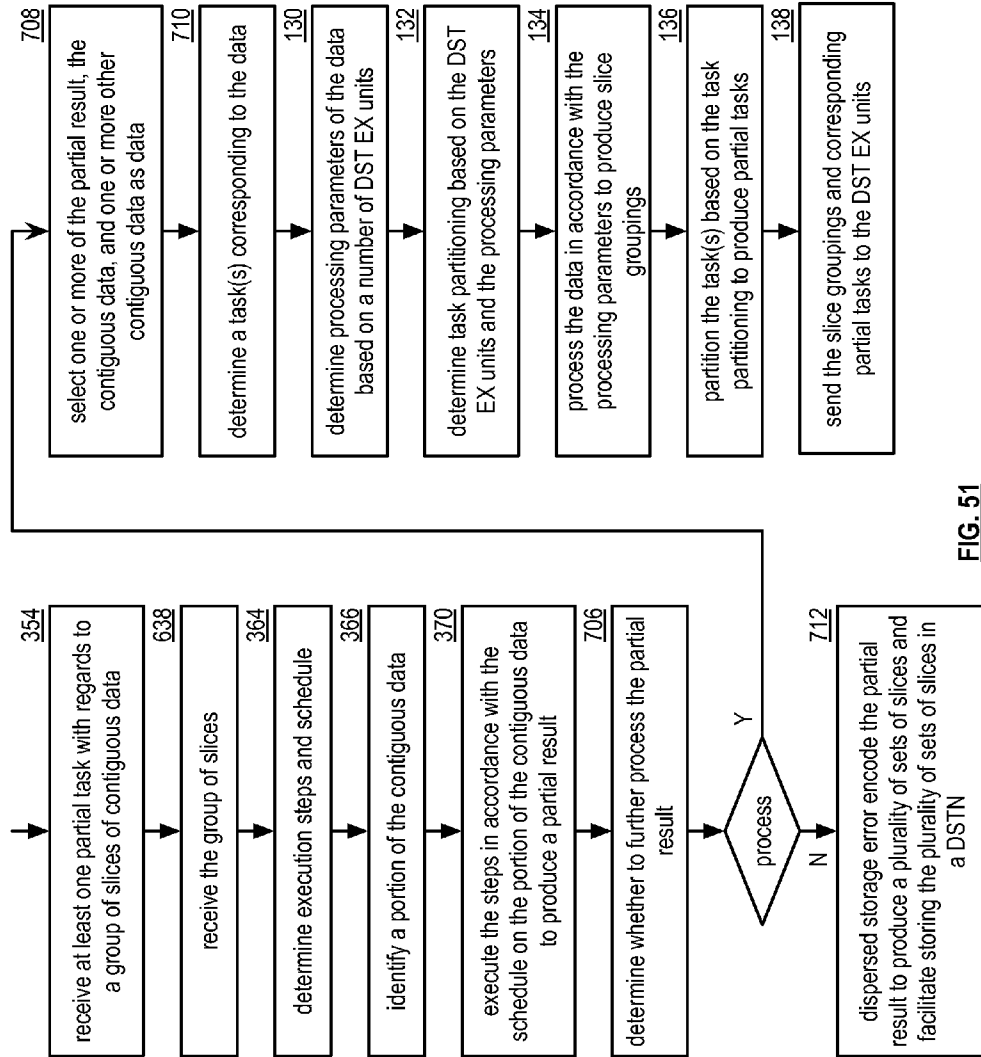 354
receive at least one partial task with regards to
a group of slices of contiguous data
638
receive the group of slices
364
determine execution steps and schedule
366
identify a portion of the contiguous data
370
execute the steps in accordance with the
schedule on the portion of the contiguous data
to produce a partial result
706
determine whether to further process the partial
result
process
Y
N
712
dispersed storage error encode the partial
result to produce a plurality of sets of slices and
facilitate storing the plurality of sets of slices in
a DSTN
708
select one or more of the partial result, the
contiguous data, and one or more other
contiguous data as data
710
determine a task(s) corresponding to the data
130
determine processing parameters of the data
based on a number of DST EX units
132
determine task partitioning based on the DST
EX units and the processing parameters
134
process the data in accordance with the
processing parameters to produce slice
groupings
136
partition the task(s) based on the task
partitioning to produce partial tasks
138
send the slice groupings and corresponding
partial tasks to the DST EX units
FIG. 51